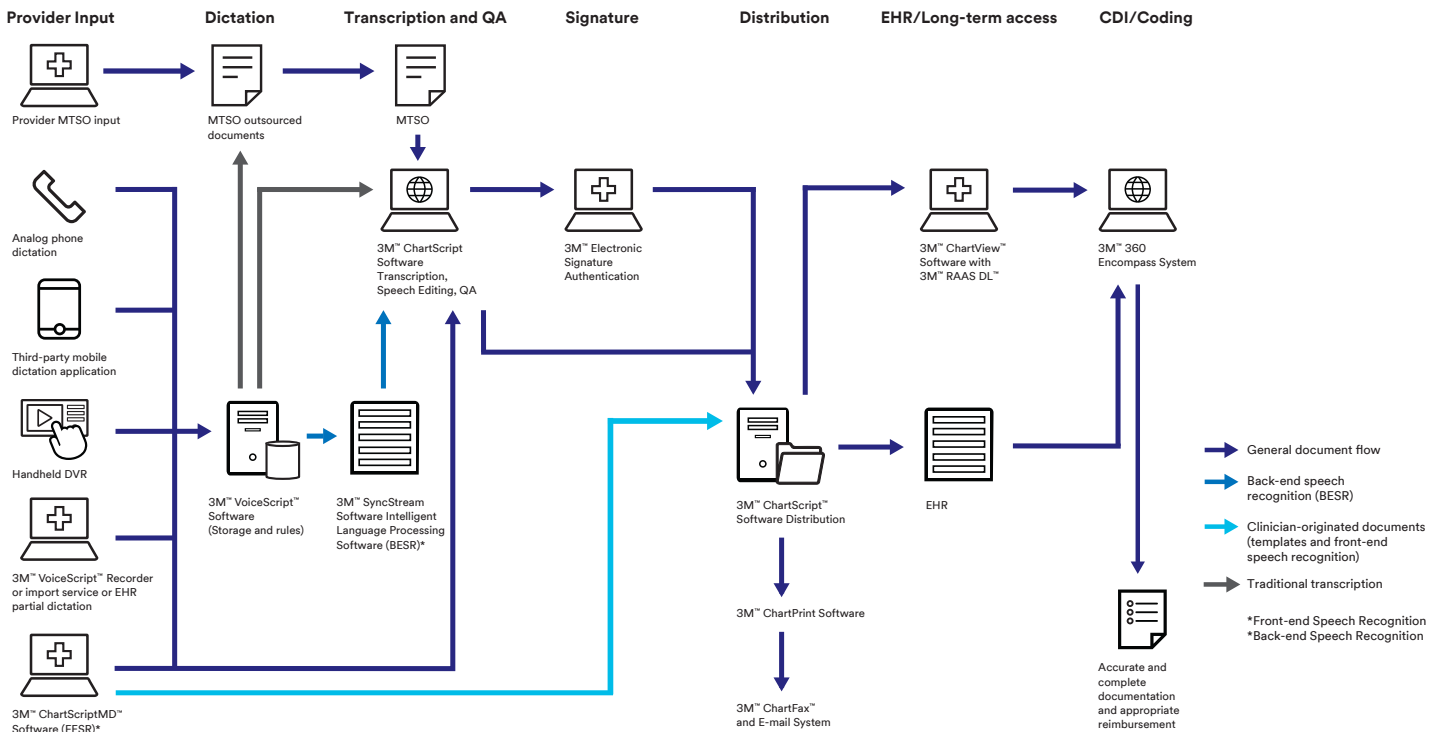 Provider Input
Dictation
Transcription and QA
Signature
Distribution
EHR/Long-term access
CDI/Coding
Provider MTSO input
MTSO outsourced
documents
MTSO
Analog phone
dictation
3M™ ChartScript
Software
Transcription,
Speech Editing, QA
3M™ Electronic
Signature
Authentication
3M™ ChartView™
Software with
3M™ RAAS DL™
3M™ 360
Encompass System
Third-party mobile
dictation application
Handheld DVR
3M™ VoiceScript™
Software
(Storage and rules)
3M™ SyncStream
Software Intelligent
Language Processing
Software (BESR)*
3M™ ChartScript™
Software Distribution
EHR
General document flow
Back-end speech
recognition (BESR)
Clinician-originated documents
(templates and front-end
speech recognition)
Traditional transcription
*Front-end Speech Recognition
*Back-end Speech Recognition
3M™ VoiceScript™ Recorder
or import service or EHR
partial dictation
3M™ ChartPrint Software
3M™ ChartScriptMD™
Software (FESR)*
3M™ ChartFax™
and E-mail System
Accurate and
complete
documentation
and appropriate
reimbursement